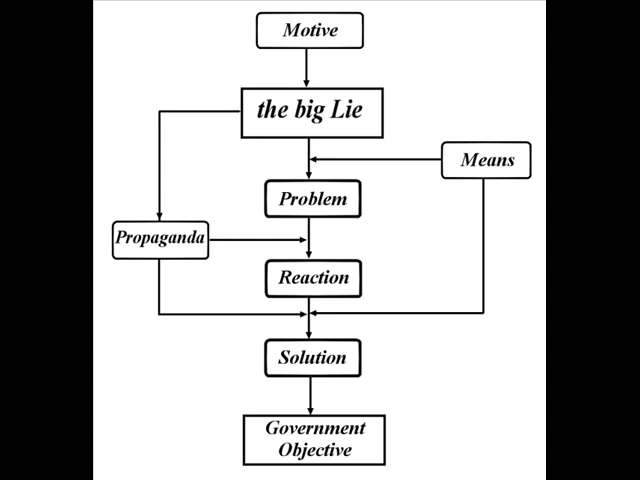 Motive
the big Lie
Means
Problem
Propaganda
Reaction
Solution
Government
Objective